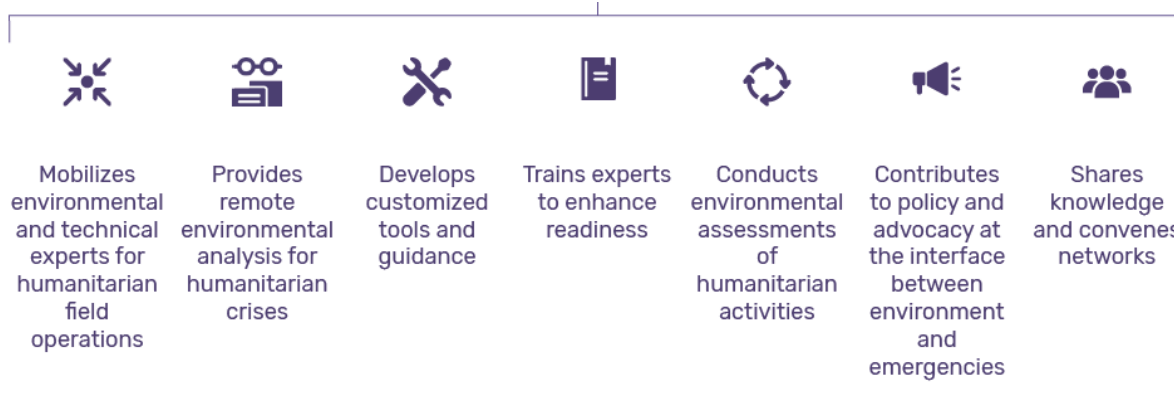 Mobilizes
environmental
and technical
experts for
humanitarian
field
operations
Provides
remote
environmental
analysis for
humanitarian
crises
Develops
customized
tools and
guidance
Trains experts
to enhance
readiness
Conducts
environmental
assessments
of
humanitarian
activities
Contributes
to policy and
advocacy at
the interface
between
environment
and
emergencies
Shares
knowledge
and convenes
networks